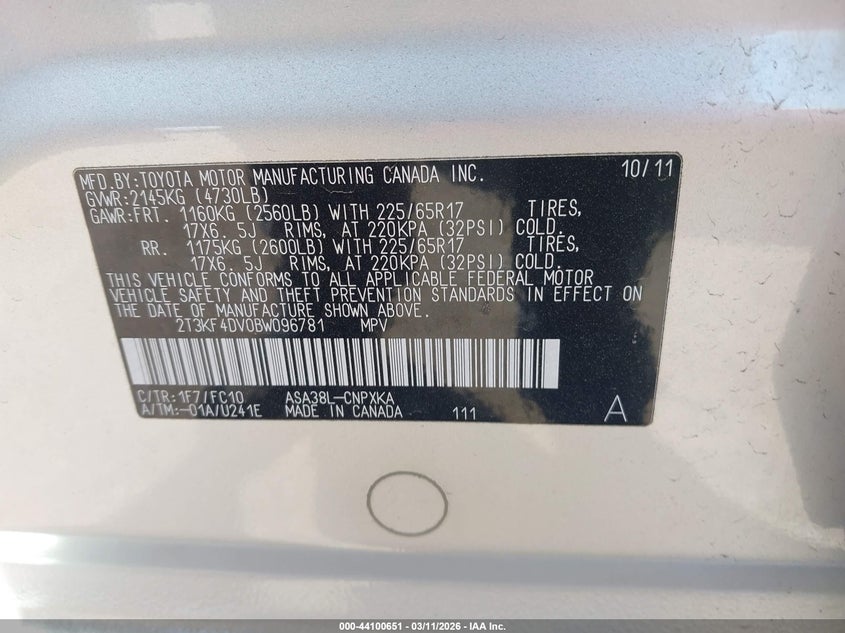 MFD.BY:TOYOTA MOTOR MANUFACTURING CANADA INC. 10/11
GVWR:2145KG (4730LB)
GAWR:FRT. 1160KG (2560LB) WITH 225/65R17 TIRES,
17X6.5J RIMS, AT 220KPA (32PSI) COLD.
RR. 1175KG (2600LB) WITH 225/65R17 TIRES,
17X6.5J RIMS, AT 220KPA (32PSI) COLD.
THIS VEHICLE CONFORMS TO ALL APPLICABLE FEDERAL MOTOR
VEHICLE SAFETY AND THEFT PREVENTION STANDARDS IN EFFECT ON
THE DATE OF MANUFACTURE SHOWN ABOVE.
2T3KF4DV0BW096781 MPV
C/TR:1F7/FC10 ASA38L-CNPXKA
A/TM:-01A/U241E MADE IN CANADA 111 A
000-44100651 - 03/11/2026 - IAA Inc.